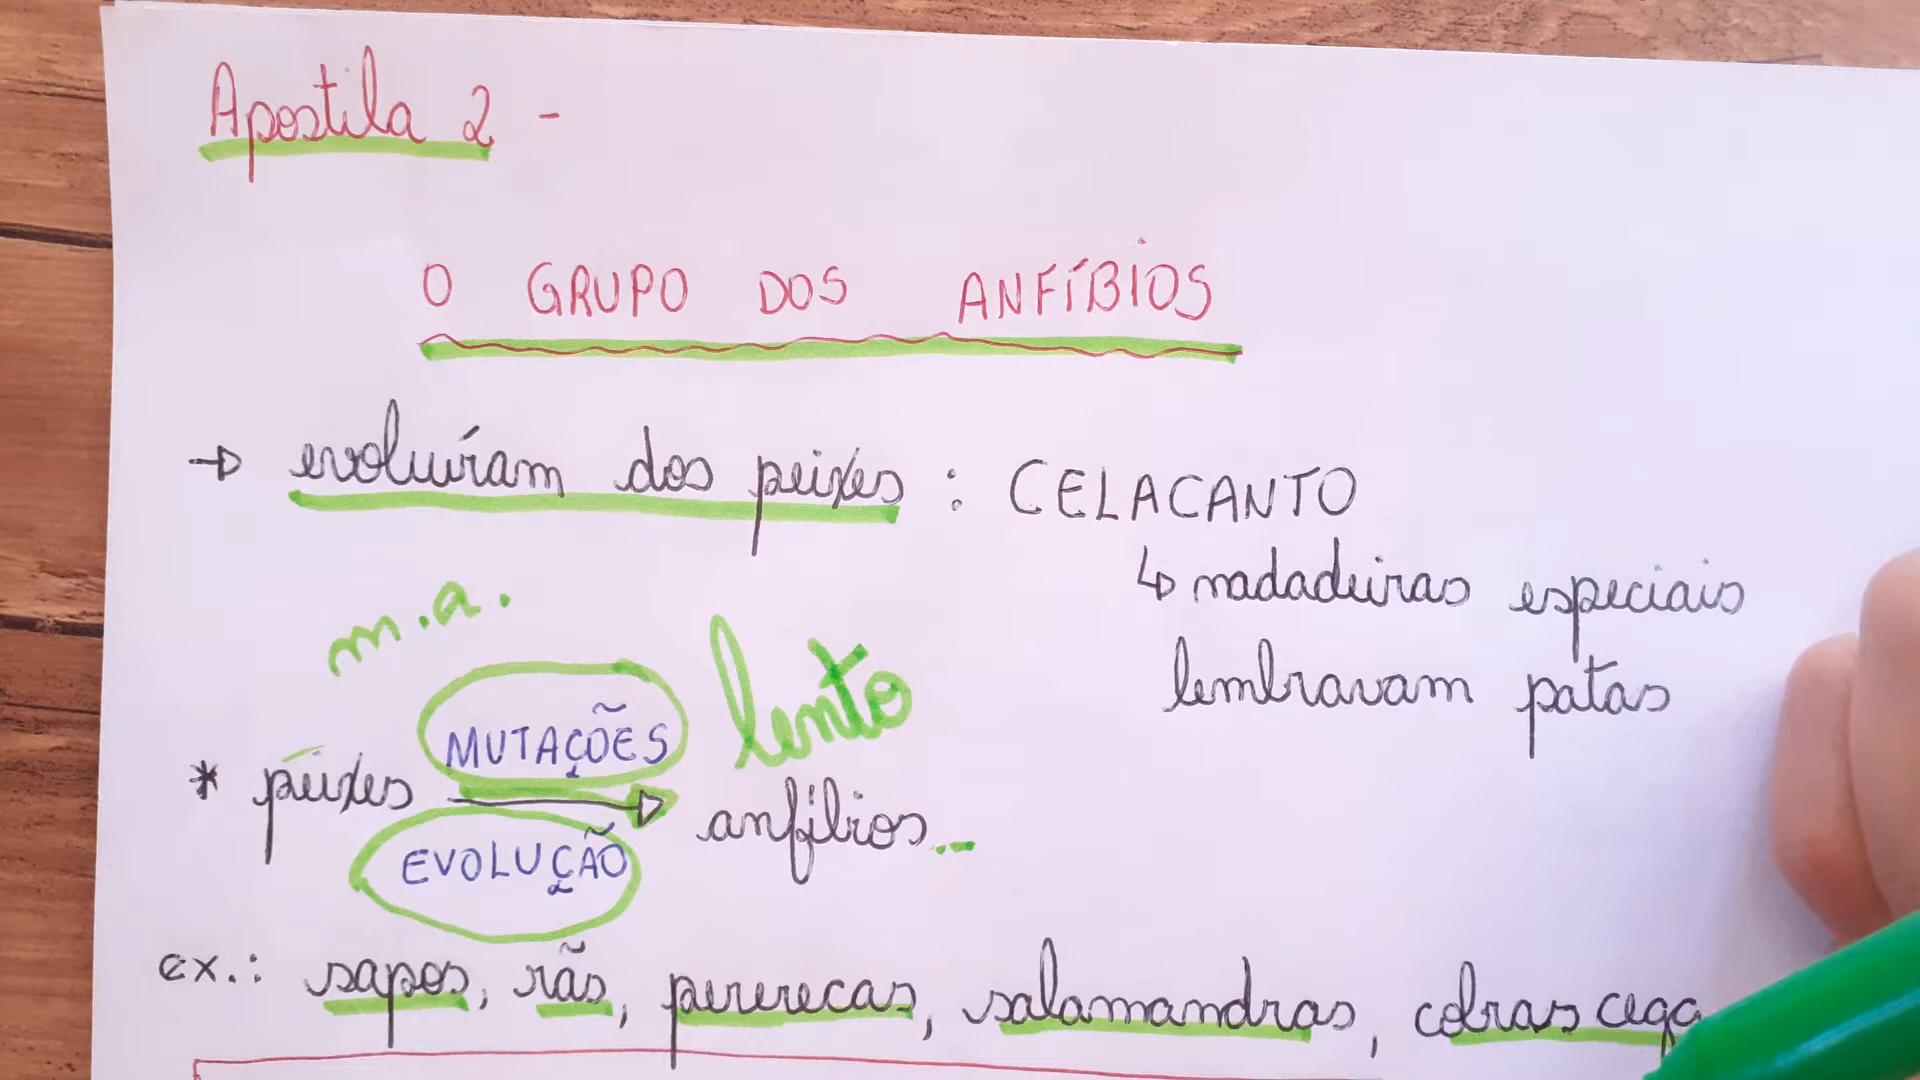 Apostila 2 -
O GRUPO DOS ANFÍBIOS
→ evoluíram dos peixes : CELACANTO
↳ nadadeiras especiais
lembravam patas
m.a.
MUTAÇÕES lento
* peixes → anfíbios...
EVOLUÇÃO
ex.: sapos, rãs, pererecas, salamandras, cobras